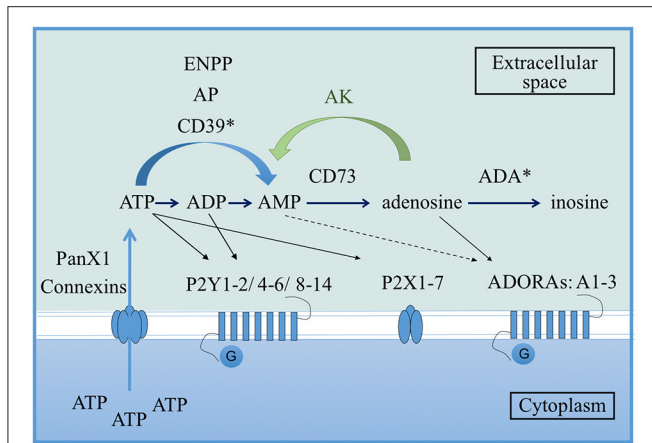 ENPP
AP
CD39*
AK
Extracellular
space
CD73
ADA*
ATP
ADP
AMP
adenosine
inosine
PanX1
Connexins
P2Y1-2/ 4-6/ 8-14
P2X1-7
ADORAs: A1-3
G
G
ATP
ATP
ATP
Cytoplasm